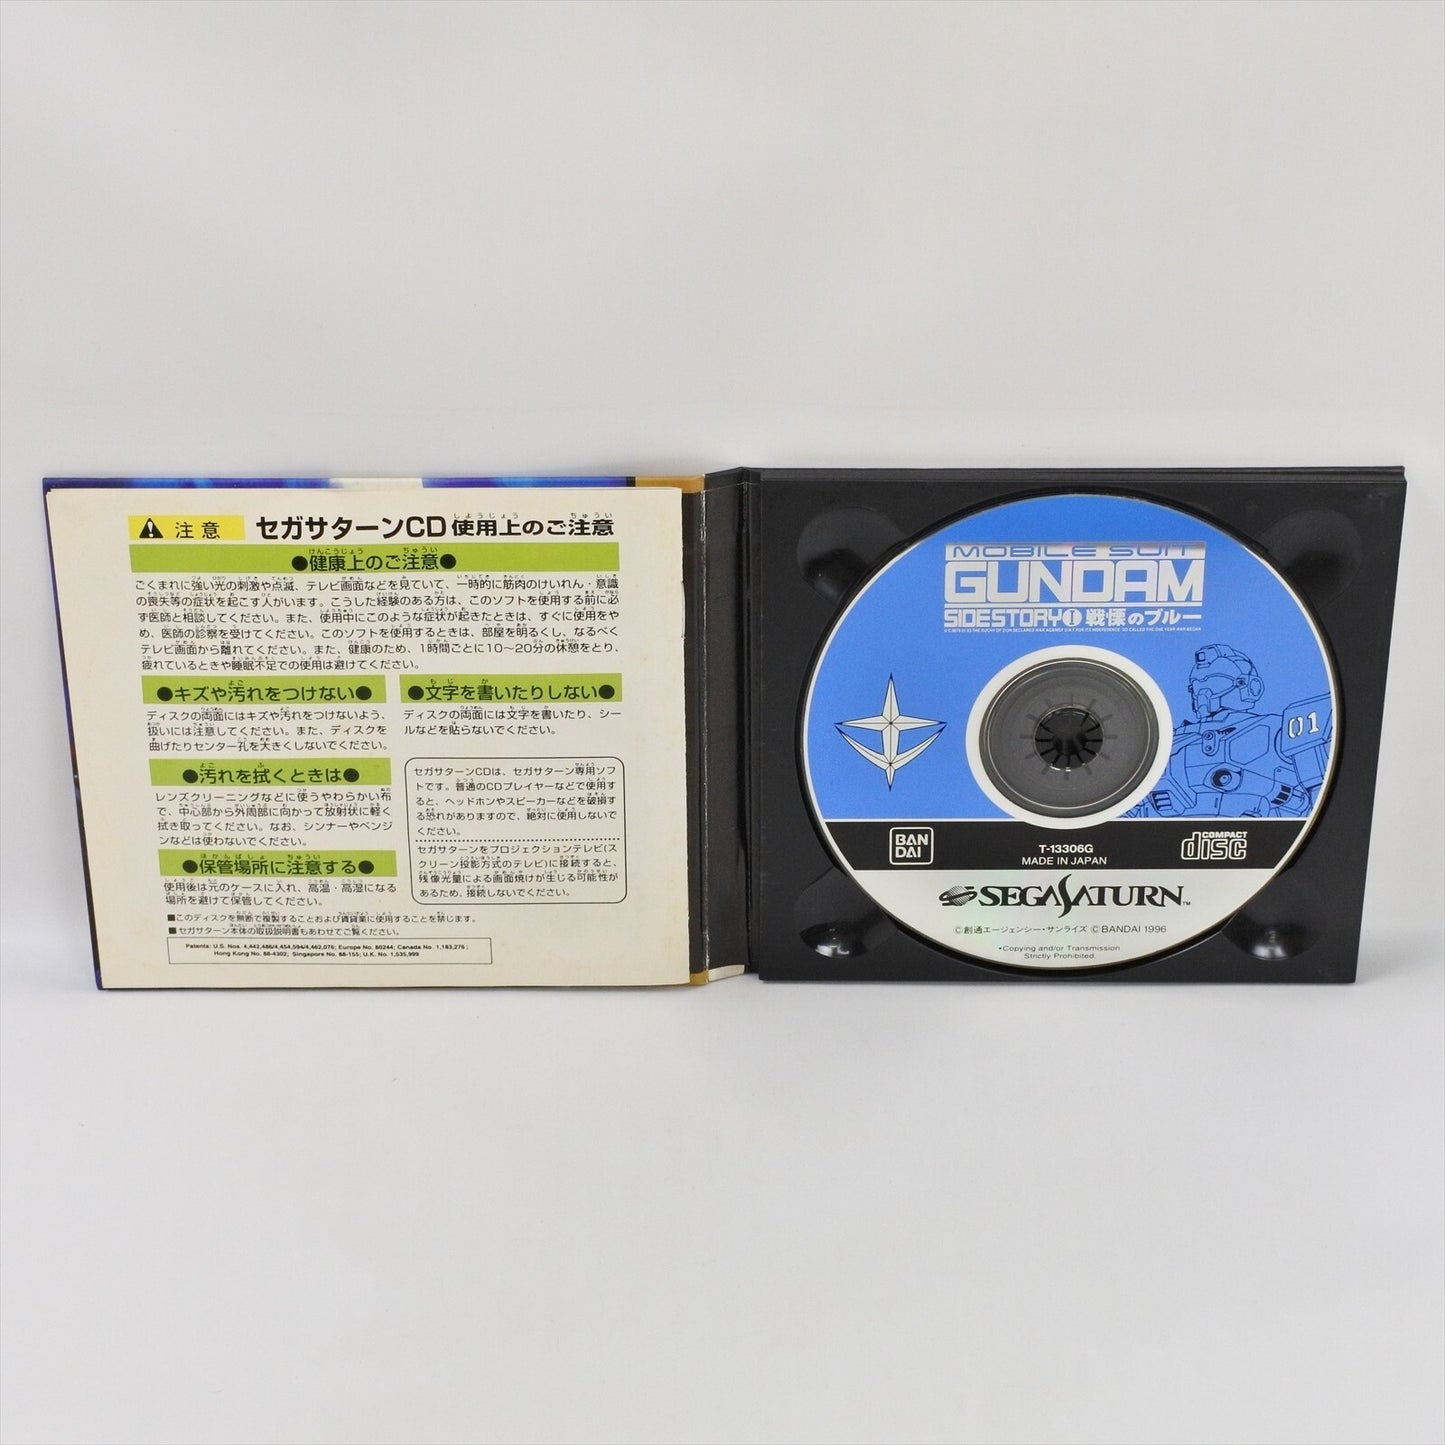 注意 セガサターンCD使用上のご注意
●健康上のご注意●
ごくまれに強い光の刺激や点滅、テレビ画面などを見ていて、一時的に筋肉のけいれん・意識
の喪失等の症状を起こす人がいます。こうした経験のある方は、このソフトを使用する前に必
ず医師と相談してください。また、使用中にこのような症状が起きたときは、すぐに使用をや
め、医師の診察を受けてください。このソフトを使用するときは、部屋を明るくし、なるべく
テレビ画面から離れてください。また、健康のため、1時間ごとに10〜20分の休憩をとり、
疲れているときや睡眠不足での使用は避けてください。
●キズや汚れをつけない●
ディスクの両面にはキズや汚れをつけないよう、
扱いには注意してください。また、ディスクを
曲げたりセンター孔を大きくしないでください。
●汚れを拭くときは●
レンズクリーニングなどに使うやわらかい布
で、中心部から外周部に向かって放射状に軽く
拭き取ってください。なお、シンナーやベンジ
ンなどは使わないでください。
●保管場所に注意する●
使用後は元のケースに入れ、高温・高湿になる
場所を避けて保管してください。
●文字を書いたりしない●
ディスクの両面には文字を書いたり、シー
ルなどを貼らないでください。
セガサターンCDは、セガサターン専用ソフ
トです。普通のCDプレイヤーなどで使用す
ると、ヘッドホンやスピーカーなどを破損す
る恐れがありますので、絶対に使用しないで
ください。
セガサターンをプロジェクションテレビ(ス
クリーン投影方式のテレビ)に接続すると、
残像光量による画面焼けが生じる可能性が
あるため、接続しないでください。
■このディスクを無断で複製することおよび賃貸業に使用することを禁じます。
■セガサターン本体の取扱説明書もあわせてご覧ください。
Patents: U.S. Nos. 4,442,486/4,454,594/4,462,076; Europe No. 80244; Canada No. 1,183,276;
Hong Kong No. 88-4302; Singapore No. 88-155; U.K. No. 1,535,999
MOBILE SUIT
GUNDAM
SIDESTORY I 戦慄のブルー
01
BAN
DAI
T-13306G
MADE IN JAPAN
COMPACT
disc
SEGA SATURN™
©創通エージェンシー・サンライズ ©BANDAI 1996
•Copying and/or Transmission
Strictly Prohibited.